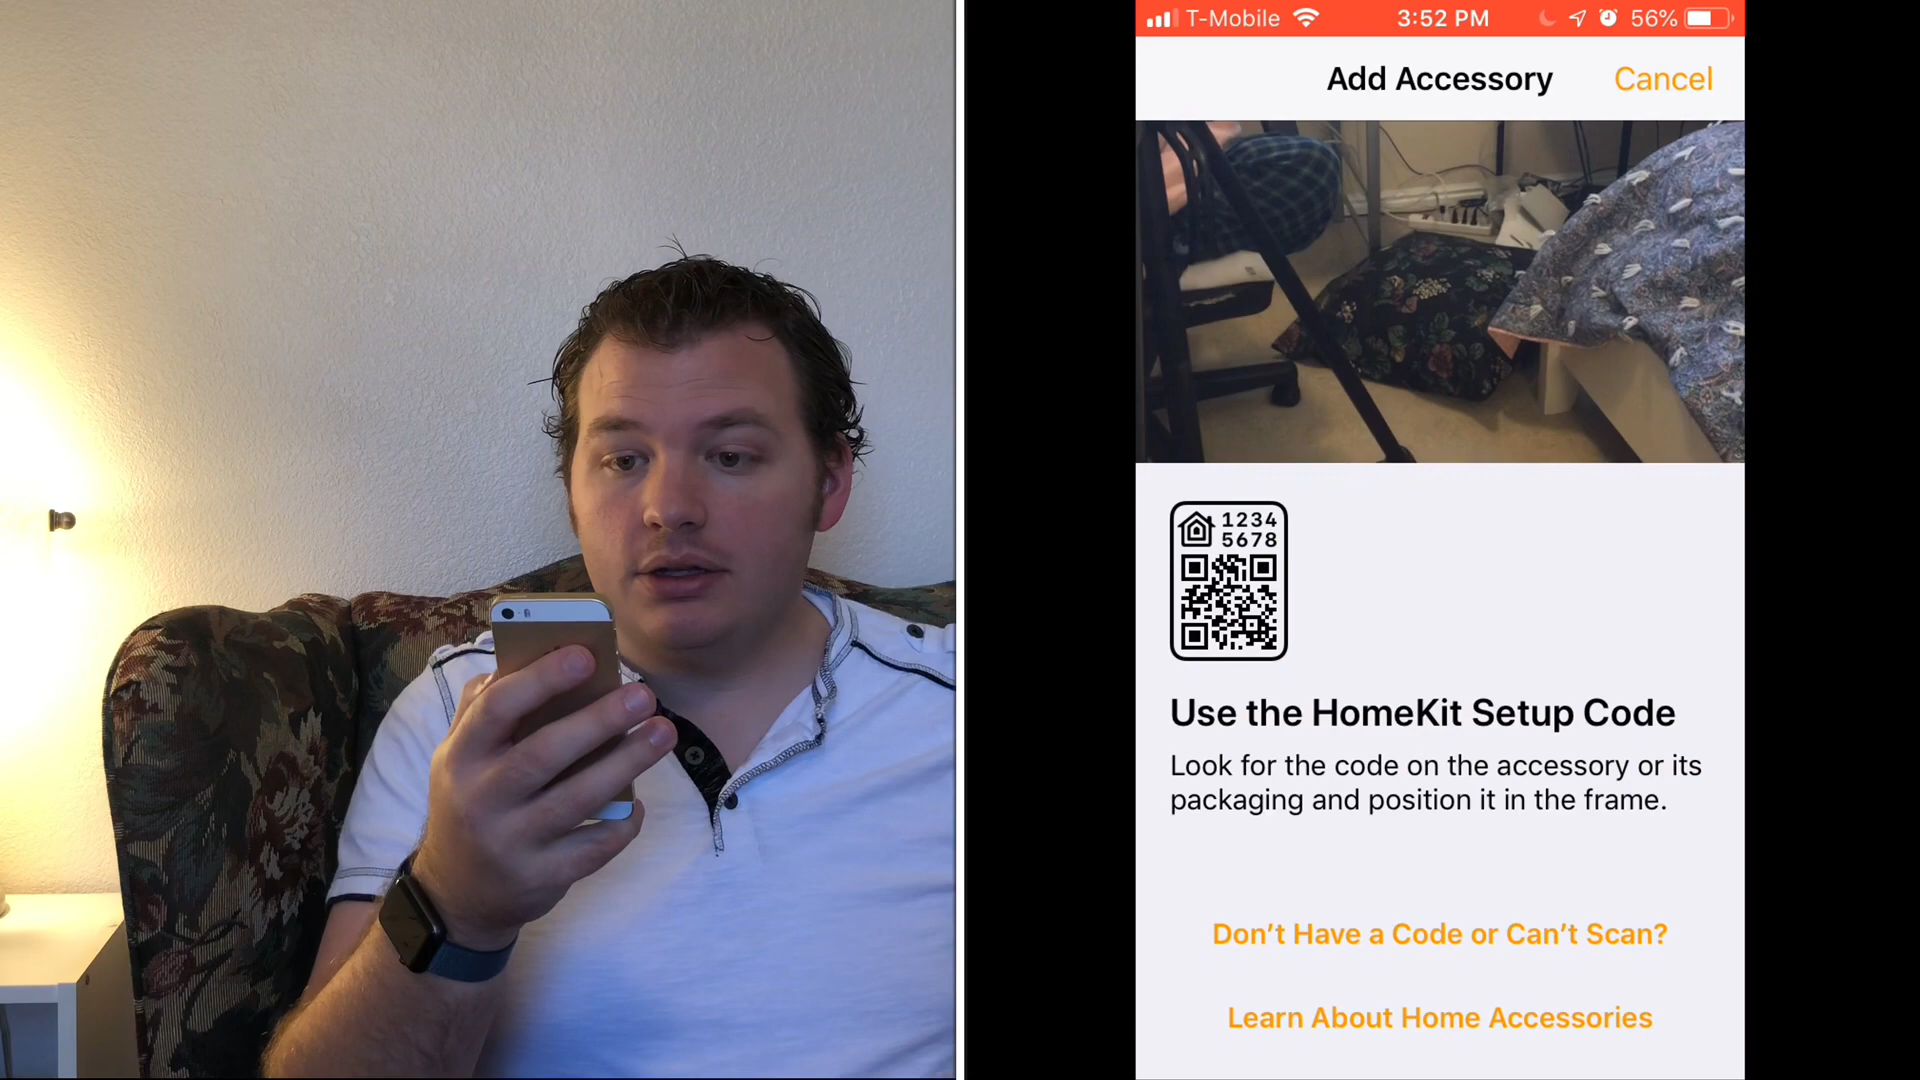 T-Mobile 3:52 PM 56%
Add Accessory Cancel
1234
5678
Use the HomeKit Setup Code
Look for the code on the accessory or its
packaging and position it in the frame.
Don't Have a Code or Can't Scan?
Learn About Home Accessories